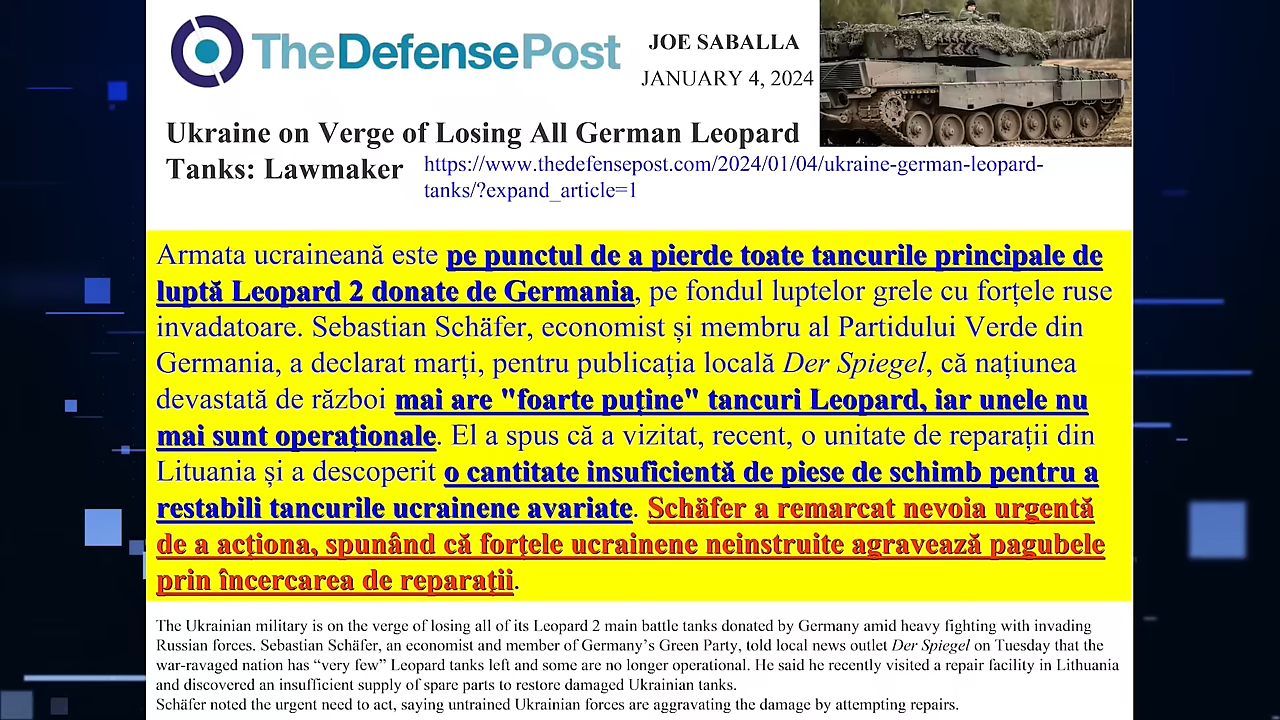 TheDefensePost
JOE SABALLA
JANUARY 4, 2024
Ukraine on Verge of Losing All German Leopard
Tanks: Lawmaker
https://www.thedefensepost.com/2024/01/04/ukraine-german-leopard-
tanks/?expand_article=1
Armata ucraineană este pe punctul de a pierde toate tancurile principale de
luptă Leopard 2 donate de Germania, pe fondul luptelor grele cu forțele ruse
invadatoare. Sebastian Schäfer, economist și membru al Partidului Verde din
Germania, a declarat marți, pentru publicația locală Der Spiegel, că națiunea
devastată de război mai are "foarte puține" tancuri Leopard, iar unele nu
mai sunt operaționale. El a spus că a vizitat, recent, o unitate de reparații din
Lituania și a descoperit o cantitate insuficientă de piese de schimb pentru a
restabili tancurile ucrainene avariate. Schäfer a remarcat nevoia urgentă
de a acționa, spunând că forțele ucrainene neinstruite agravează pagubele
prin încercarea de reparații.
The Ukrainian military is on the verge of losing all of its Leopard 2 main battle tanks donated by Germany amid heavy fighting with invading
Russian forces. Sebastian Schäfer, an economist and member of Germany’s Green Party, told local news outlet Der Spiegel on Tuesday that the
war-ravaged nation has “very few” Leopard tanks left and some are no longer operational. He said he recently visited a repair facility in Lithuania
and discovered an insufficient supply of spare parts to restore damaged Ukrainian tanks.
Schäfer noted the urgent need to act, saying untrained Ukrainian forces are aggravating the damage by attempting repairs.